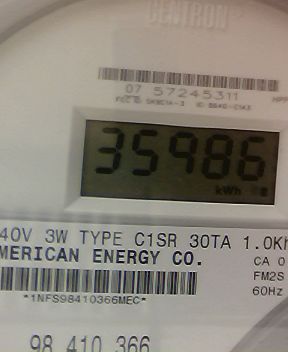 CENTRON
07 57245311
35986
kWh
40V 3W TYPE C1SR 30TA 1.0Kh
MERICAN ENERGY CO.
CA 0
FM2S
60Hz
*1NFS98410366MEC*
98 410 366